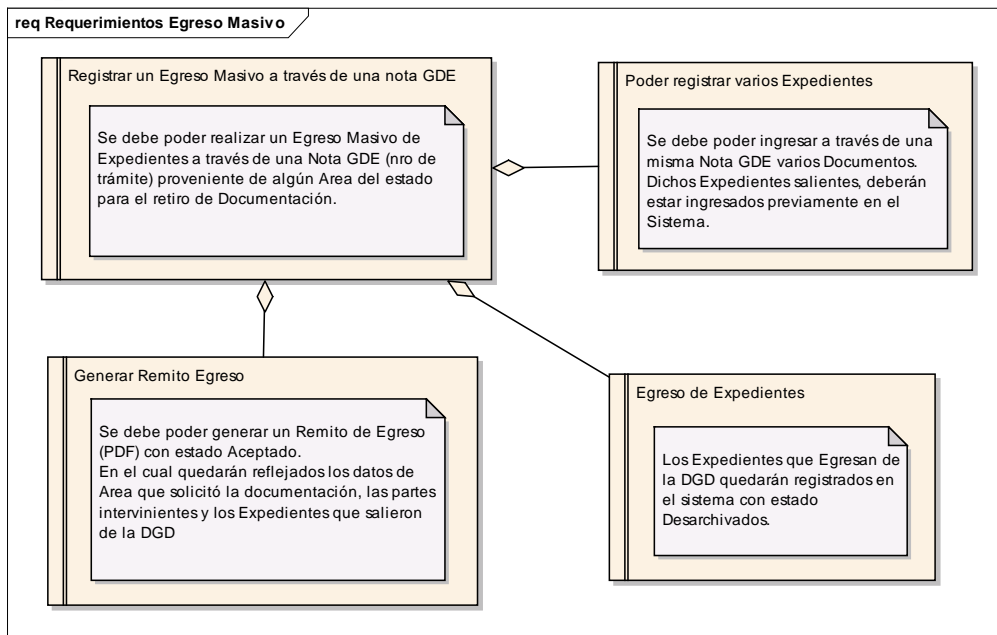 req Requerimientos Egreso Masivo
Registrar un Egreso Masivo a través de una nota GDE
Se debe poder realizar un Egreso Masivo de
Expedientes a través de una Nota GDE (nro de
trámite) proveniente de algún Area del estado
para el retiro de Documentación.
Poder registrar varios Expedientes
Se debe poder ingresar a través de una
misma Nota GDE varios Documentos.
Dichos Expedientes salientes, deberán
estar ingresados previamente en el
Sistema.
Generar Remito Egreso
Se debe poder generar un Remito de Egreso
(PDF) con estado Aceptado.
En el cual quedarán reflejados los datos de
Area que solicitó la documentación, las partes
intervinientes y los Expedientes que salieron
de la DGD
Egreso de Expedientes
Los Expedientes que Egresan de
la DGD quedarán registrados en
el sistema con estado
Desarchivados.